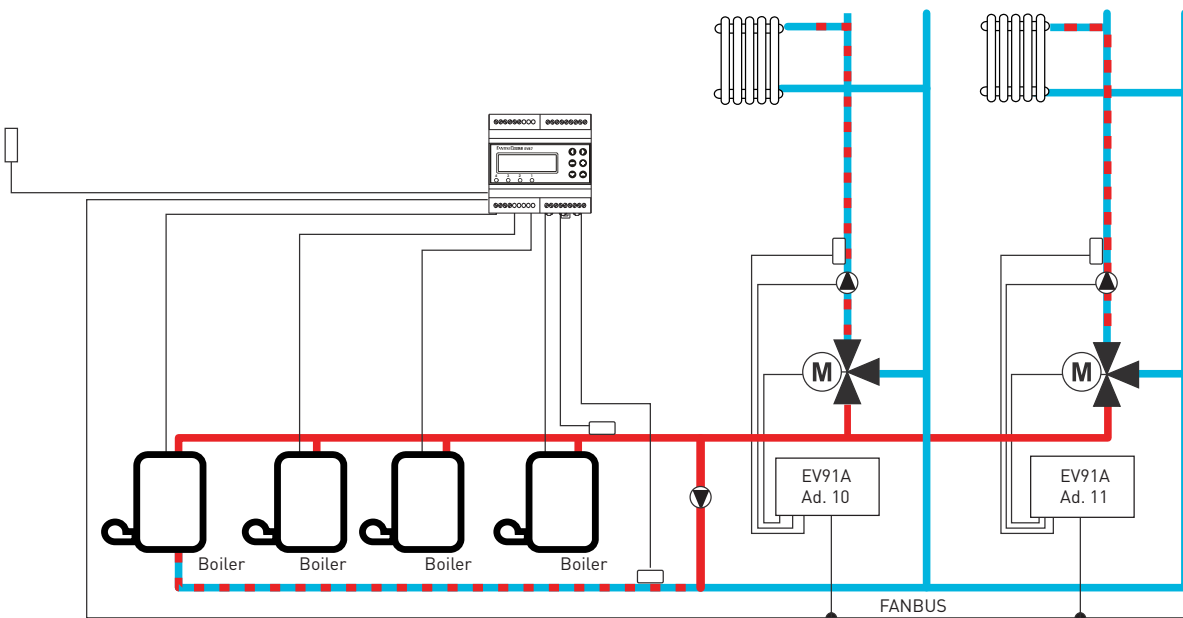 M
M
EV91A
Ad. 10
EV91A
Ad. 11
Boiler
Boiler
Boiler
Boiler
FANBUS